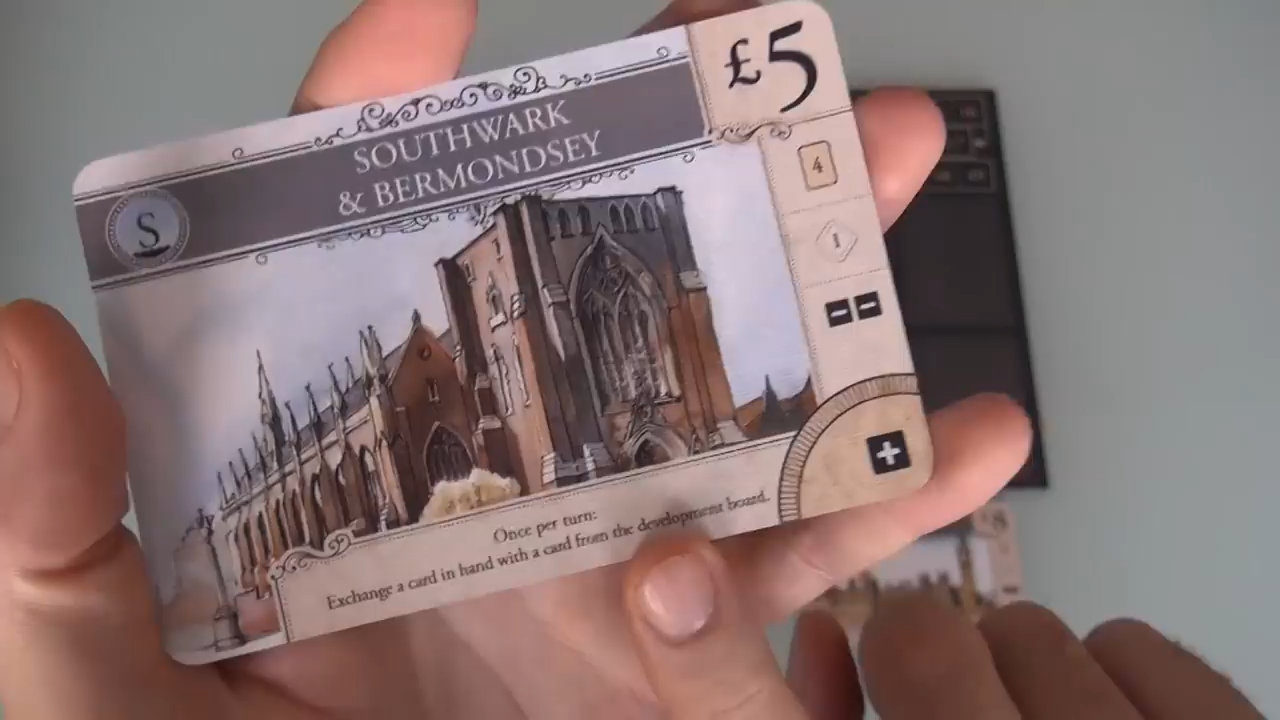 £5
SOUTHWARK
& BERMONDSEY
S
4
1
Once per turn:
Exchange a card in hand with a card from the development board.